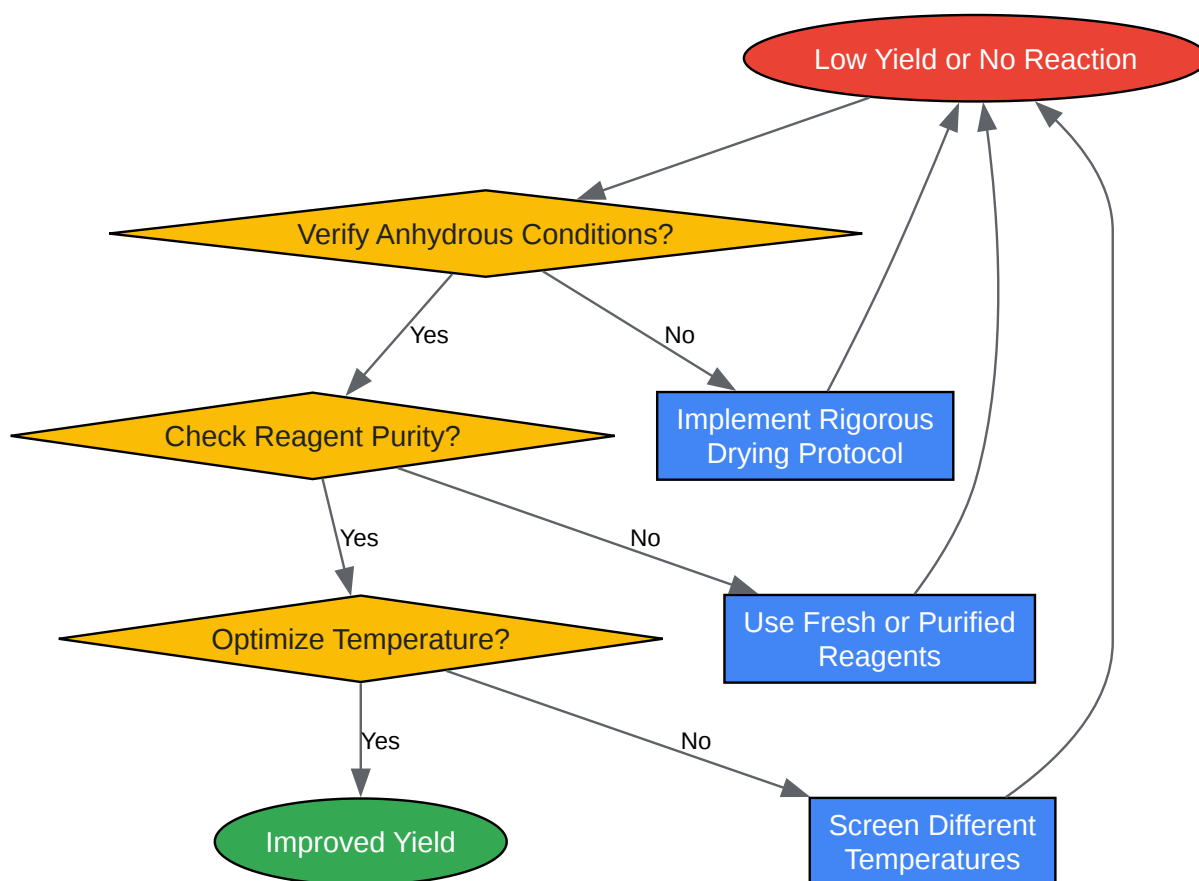 Low Yield or No Reaction
Verify Anhydrous Conditions?
Yes
No
Implement Rigorous
Drying Protocol
Check Reagent Purity?
Yes
No
Use Fresh or Purified
Reagents
Optimize Temperature?
Yes
No
Improved Yield
Screen Different
Temperatures